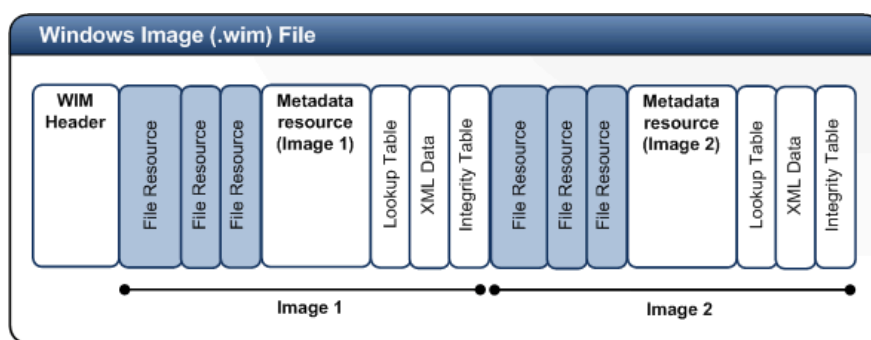 Windows Image (.wim) File
WIM
Header
File Resource
File Resource
File Resource
Metadata
resource
(Image 1)
Lookup Table
XML Data
Integrity Table
File Resource
File Resource
File Resource
Metadata
resource
(Image 2)
Lookup Table
XML Data
Integrity Table
Image 1
Image 2